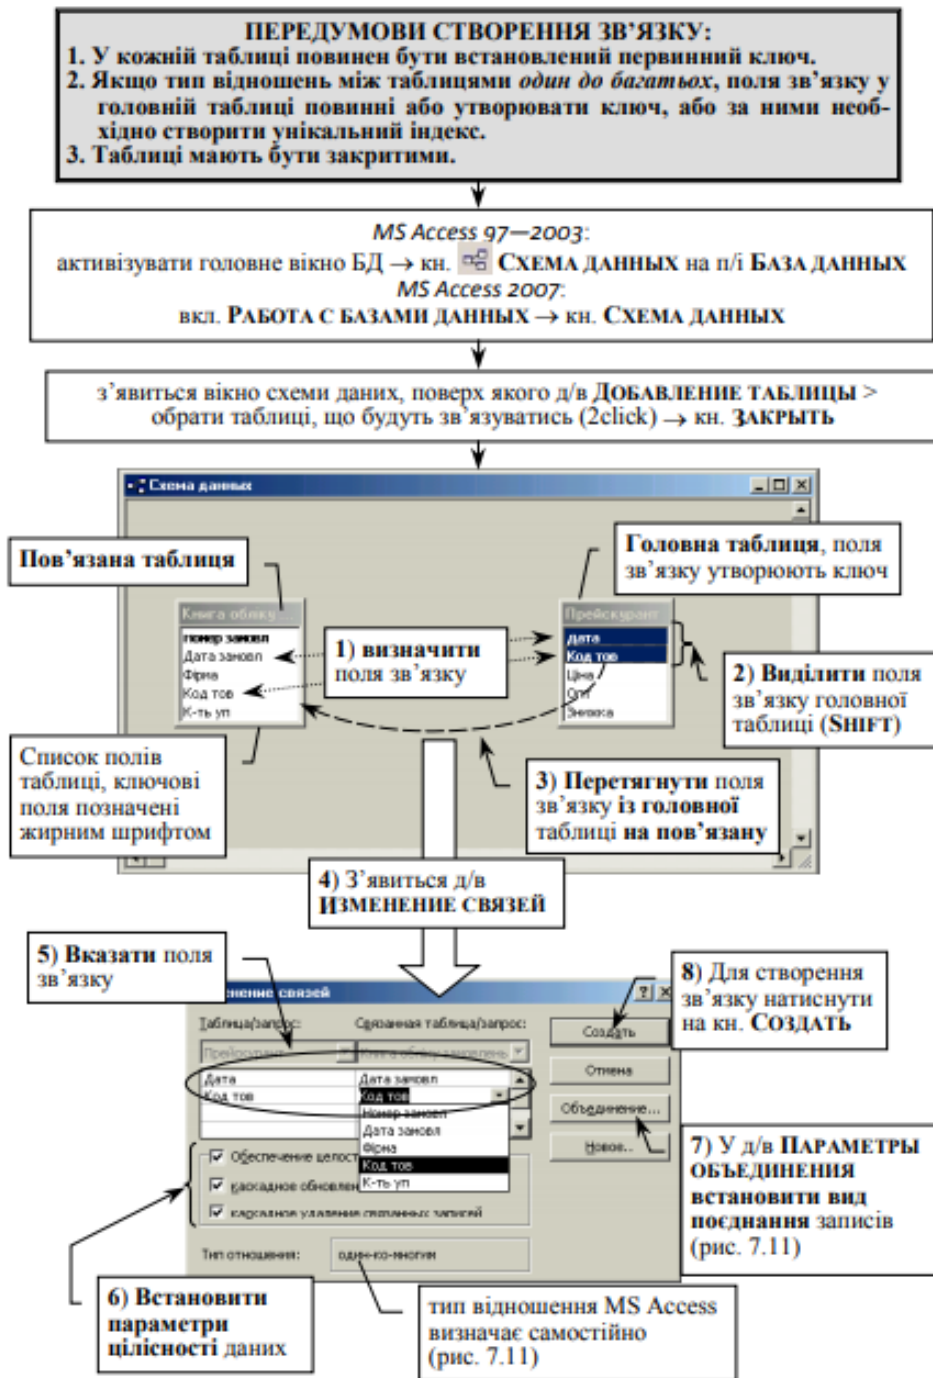 ПЕРЕДУМОВИ СТВОРЕННЯ ЗВ’ЯЗКУ:
1. У кожній таблиці повинен бути встановлений первинний ключ.
2. Якщо тип відношень між таблицями один до багатьох, поля зв’язку у
головній таблиці повинні або утворювати ключ, або за ними необ-
хідно створити унікальний індекс.
3. Таблиці мають бути закритими.
MS Access 97—2003:
активізувати головне вікно БД → кн. СХЕМА ДАННЫХ на п/і БАЗА ДАННЫХ
MS Access 2007:
вкл. РАБОТА С БАЗАМИ ДАННЫХ → кн. СХЕМА ДАННЫХ
з’явиться вікно схеми даних, поверх якого д/в ДОБАВЛЕНИЕ ТАБЛИЦЫ >
обрати таблиці, що будуть зв’язуватись (2click) → кн. ЗАКРЫТЬ
Схема данных
Пов’язана таблиця
Головна таблиця, поля
зв’язку утворюють ключ
Книга обліку...
номер замовл
Дата замовл
Фірма
Код тов
К-ть уп
1) визначити
поля зв’язку
Прейскурант
дата
Код тов
Ціна
Опт
Знижка
2) Виділити поля
зв’язку головної
таблиці (SHIFT)
Список полів
таблиці, ключові
поля позначені
жирним шрифтом
3) Перетягнути поля
зв’язку із головної
таблиці на пов’язану
4) З’явиться д/в
ИЗМЕНЕНИЕ СВЯЗЕЙ
5) Вказати поля
зв’язку
8) Для створення
зв’язку натиснути
на кн. СОЗДАТЬ
енение связей
Таблица/запрос:
Связанная таблица/запрос:
Прейскурант
Книга обліку замовлень
Дата
Дата замовл
Код тов
Код тов
Номер замовл
Дата замовл
Фірма
Код тов
К-ть уп
Создать
Отмена
Объединение...
Новое..
Обеспечение целост
каскадное обновлен
каскадное удаление связанных записей
Тип отношения:
один-ко-многим
7) У д/в ПАРАМЕТРЫ
ОБЪЕДИНЕНИЯ
встановити вид
поєднання записів
(рис. 7.11)
6) Встановити
параметри
цілісності даних
тип відношення MS Access
визначає самостійно
(рис. 7.11)